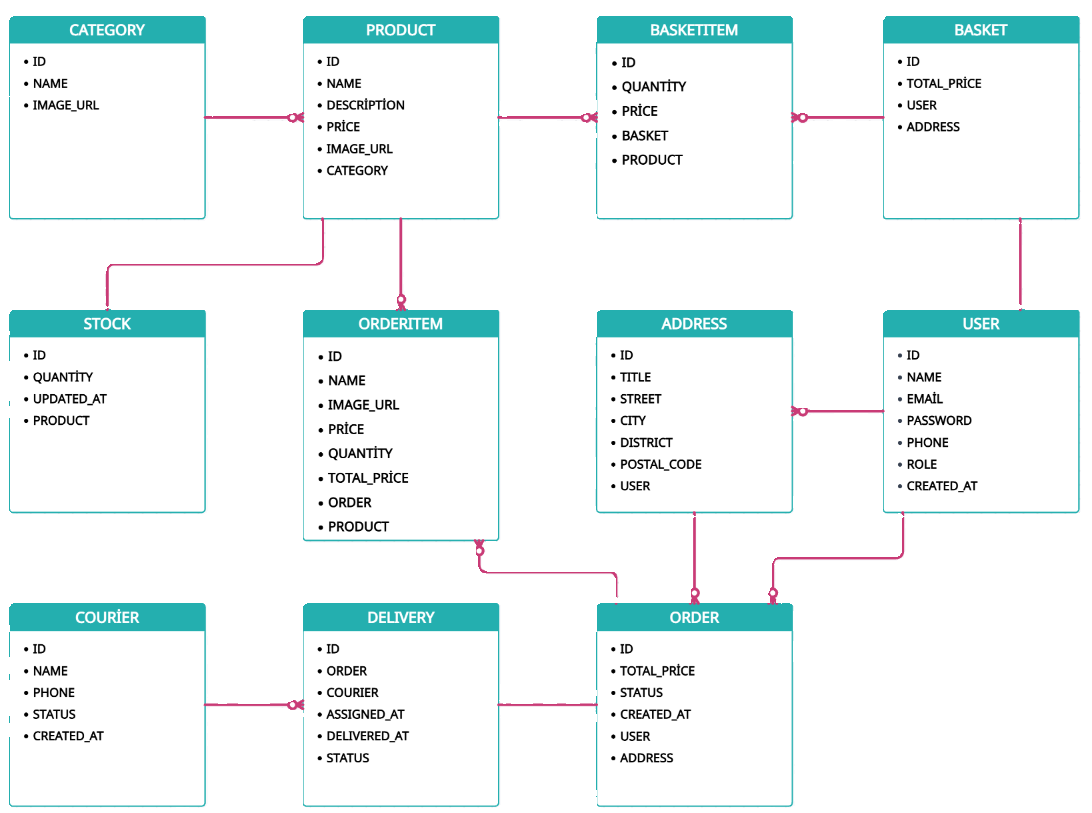 CATEGORY
• ID
• NAME
• IMAGE_URL
PRODUCT
• ID
• NAME
• DESCRİPTİON
• PRİCE
• IMAGE_URL
• CATEGORY
BASKETITEM
• ID
• QUANTİTY
• PRİCE
• BASKET
• PRODUCT
BASKET
• ID
• TOTAL_PRİCE
• USER
• ADDRESS
STOCK
• ID
• QUANTİTY
• UPDATED_AT
• PRODUCT
ORDERITEM
• ID
• NAME
• IMAGE_URL
• PRİCE
• QUANTİTY
• TOTAL_PRİCE
• ORDER
• PRODUCT
ADDRESS
• ID
• TITLE
• STREET
• CITY
• DISTRICT
• POSTAL_CODE
• USER
USER
• ID
• NAME
• EMAİL
• PASSWORD
• PHONE
• ROLE
• CREATED_AT
COURİER
• ID
• NAME
• PHONE
• STATUS
• CREATED_AT
DELIVERY
• ID
• ORDER
• COURIER
• ASSIGNED_AT
• DELIVERED_AT
• STATUS
ORDER
• ID
• TOTAL_PRİCE
• STATUS
• CREATED_AT
• USER
• ADDRESS